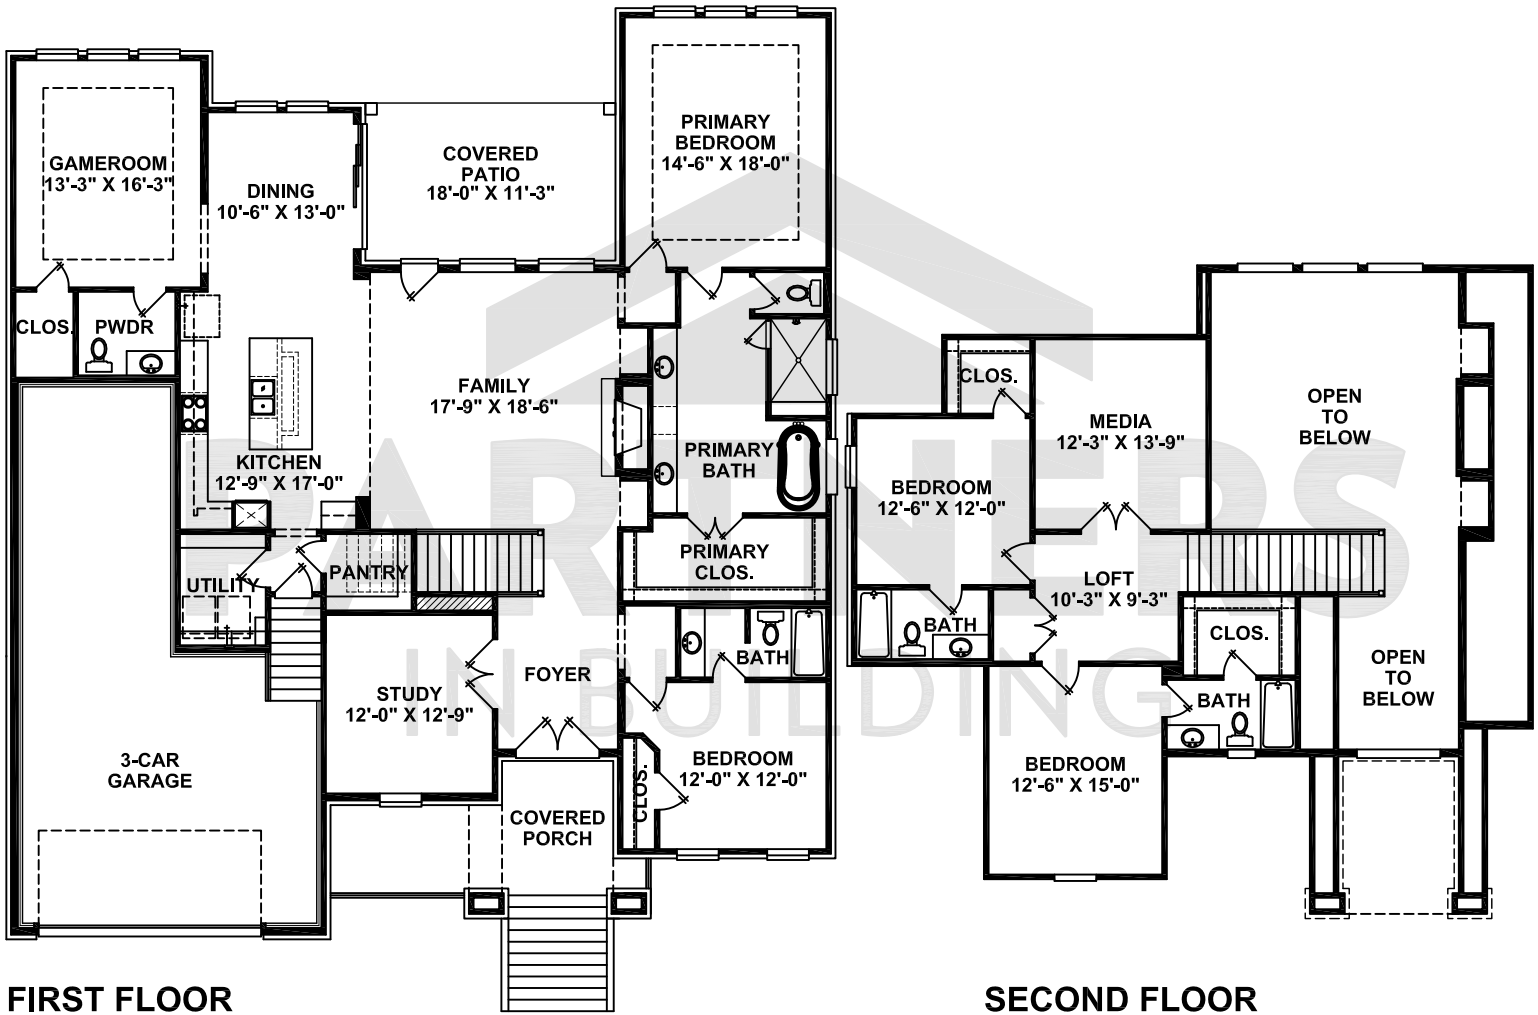 GAMEROOM
13'-3" X 16'-3"
DINING
10'-6" X 13'-0"
COVERED
PATIO
18'-0" X 11'-3"
PRIMARY
BEDROOM
14'-6" X 18'-0"
CLOS.
PWDR
FAMILY
17'-9" X 18'-6"
KITCHEN
12'-9" X 17'-0"
PRIMARY
BATH
PRIMARY
CLOS.
UTILITY
PANTRY
STUDY
12'-0" X 12'-9"
FOYER
BATH
BEDROOM
12'-0" X 12'-0"
CLOS.
3-CAR
GARAGE
COVERED
PORCH
FIRST FLOOR
CLOS.
MEDIA
12'-3" X 13'-9"
OPEN
TO
BELOW
BEDROOM
12'-6" X 12'-0"
LOFT
10'-3" X 9'-3"
BATH
CLOS.
BATH
OPEN
TO
BELOW
BEDROOM
12'-6" X 15'-0"
SECOND FLOOR
PARTNERS
IN BUILDING